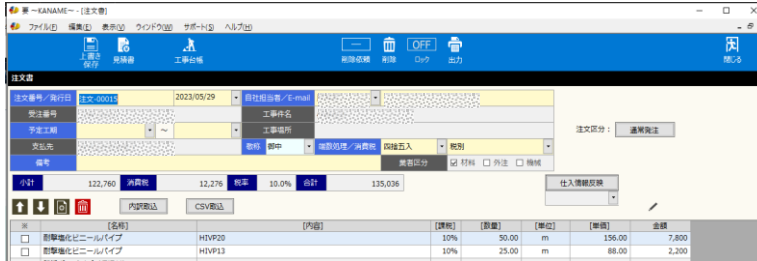 要 ~KANAME~ - [注文書]
ファイル(F) 編集(E) 表示(V) ウィンドウ(W) サポート(S) ヘルプ(H)
上書き保存 見積書 工事台帳 削除依頼 削除 OFF ロック 出力 閉じる
注文書
注文番号／発行日 注文-00015 2023/05/29 自社担当者／E-mail
受注番号 工事件名
予定工期 ～ 工事場所 注文区分： 通常発注
支払先 敬称 御中 端数処理／消費税 四捨五入 税別
備考 業者区分 材料 外注 機械
小計 122,760 消費税 12,276 税率 10.0% 合計 135,036 仕入情報反映
内訳取込 CSV取込
※ [名称] [内容] [課税] [数量] [単位] [単価] 金額
耐撃塩化ビニールパイプ HIVP20 10% 50.00 m 156.00 7,800
耐撃塩化ビニールパイプ HIVP13 10% 25.00 m 88.00 2,200